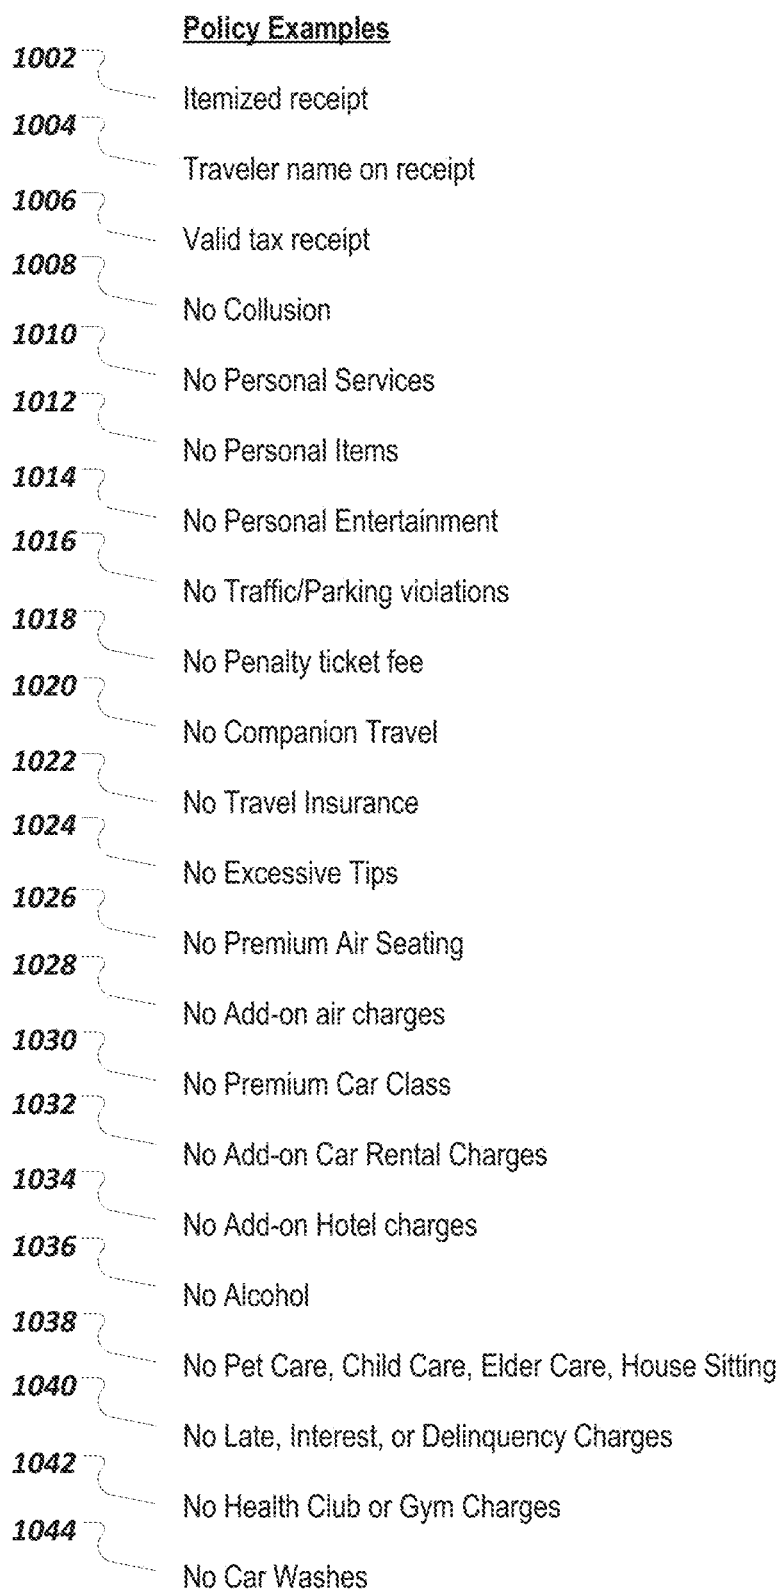 Policy Examples
1002
Itemized receipt
1004
Traveler name on receipt
1006
Valid tax receipt
1008
No Collusion
1010
No Personal Services
1012
No Personal Items
1014
No Personal Entertainment
1016
No Traffic/Parking violations
1018
No Penalty ticket fee
1020
No Companion Travel
1022
No Travel Insurance
1024
No Excessive Tips
1026
No Premium Air Seating
1028
No Add-on air charges
1030
No Premium Car Class
1032
No Add-on Car Rental Charges
1034
No Add-on Hotel charges
1036
No Alcohol
1038
No Pet Care, Child Care, Elder Care, House Sitting
1040
No Late, Interest, or Delinquency Charges
1042
No Health Club or Gym Charges
1044
No Car Washes